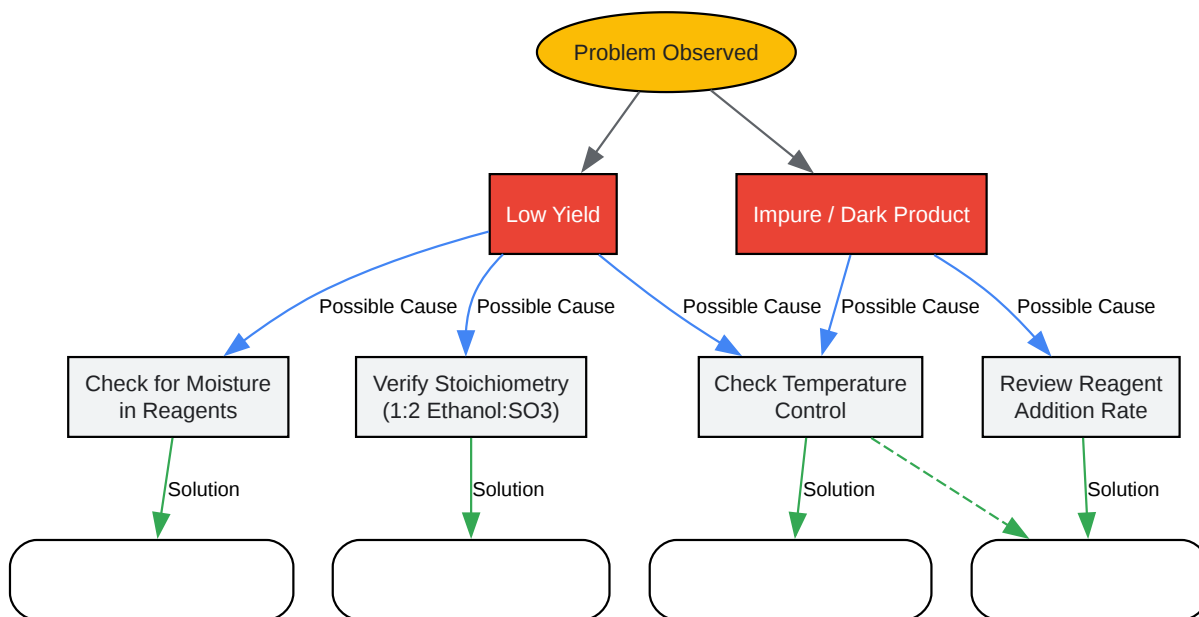 Problem Observed
Low Yield
Impure / Dark Product
Possible Cause
Possible Cause
Possible Cause
Possible Cause
Possible Cause
Check for Moisture
in Reagents
Verify Stoichiometry
(1:2 Ethanol:SO3)
Check Temperature
Control
Review Reagent
Addition Rate
Solution
Solution
Solution
Solution